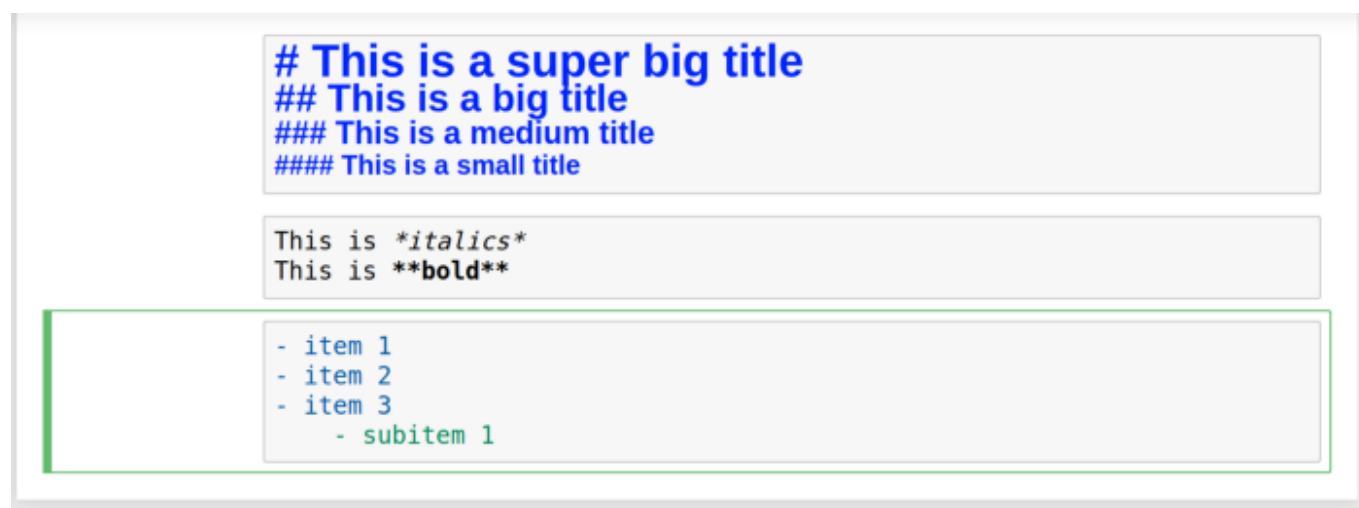 # This is a super big title
## This is a big title
### This is a medium title
#### This is a small title
This is *italics*
This is **bold**
- item 1
- item 2
- item 3
    - subitem 1